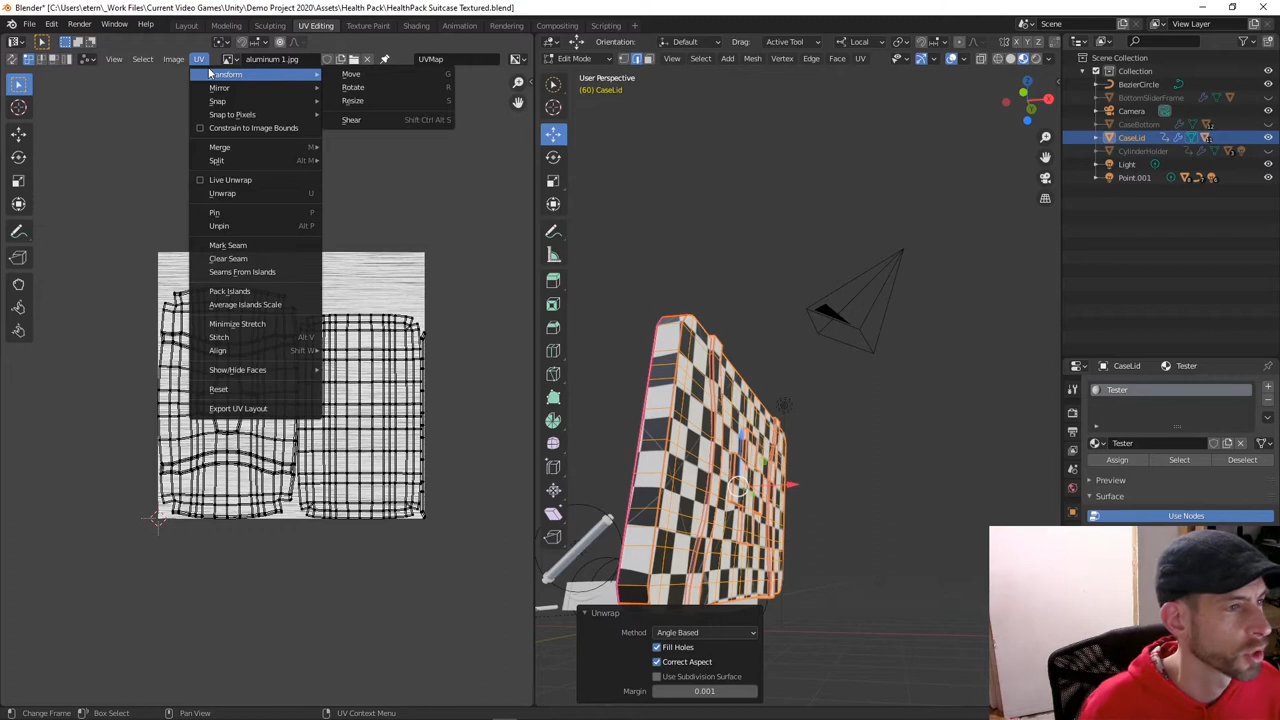 Blender* [C:\Users\etern\_Work Files\Current Video Games\Unity\Demo Project 2020\Assets\Health Pack\HealthPack Suitcase Textured.blend]
File Edit Render Window Help Layout Modeling Sculpting UV Editing Texture Paint Shading Animation Rendering Compositing Scripting Scene View Layer
Default Drag: Active Tool Local X Y Z Options
View Select Image UV aluminum 1.jpg UVMap Edit Mode View Select Add Mesh Vertex Edge Face UV
Transform
Mirror
Snap
Snap to Pixels
Constrain to Image Bounds
Merge M
Split Alt M
Live Unwrap
Unwrap U
Pin P
Unpin Alt P
Mark Seam
Clear Seam
Seams From Islands
Pack Islands
Average Islands Scale
Minimize Stretch
Stitch Alt V
Align Shift W
Show/Hide Faces
Reset
Export UV Layout
Move G
Rotate R
Resize S
Shear Shift Ctrl Alt S
User Perspective
(60) CaseLid
Z
X
Scene Collection
Collection
BezierCircle
BottomSliderFrame
Camera
CaseBottom 12
CaseLid 11
CylinderHolder
Light
Point.001
CaseLid Tester
Tester
Tester
Assign Select Deselect
Preview
Surface
Use Nodes
Unwrap
Method Angle Based
Fill Holes
Correct Aspect
Use Subdivision Surface
Margin 0.001
Change Frame Box Select Pan View UV Context Menu